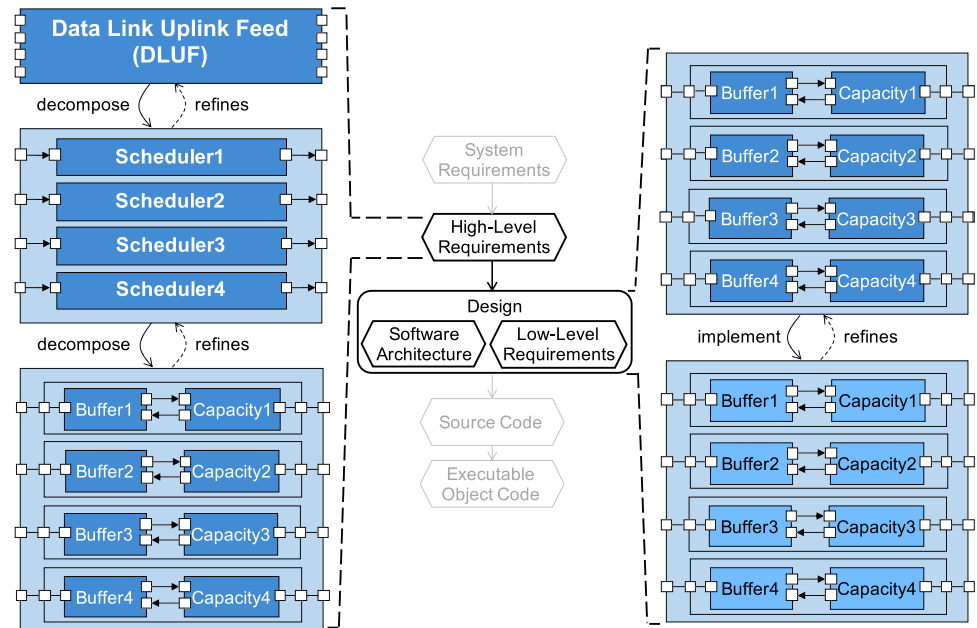 Data Link Uplink Feed
(DLUF)
decompose
refines
Scheduler1
Scheduler2
Scheduler3
Scheduler4
decompose
refines
Buffer1
Capacity1
Buffer2
Capacity2
Buffer3
Capacity3
Buffer4
Capacity4
System
Requirements
High-Level
Requirements
Design
Software
Architecture
Low-Level
Requirements
Source Code
Executable
Object Code
Buffer1
Capacity1
Buffer2
Capacity2
Buffer3
Capacity3
Buffer4
Capacity4
implement
refines
Buffer1
Capacity1
Buffer2
Capacity2
Buffer3
Capacity3
Buffer4
Capacity4